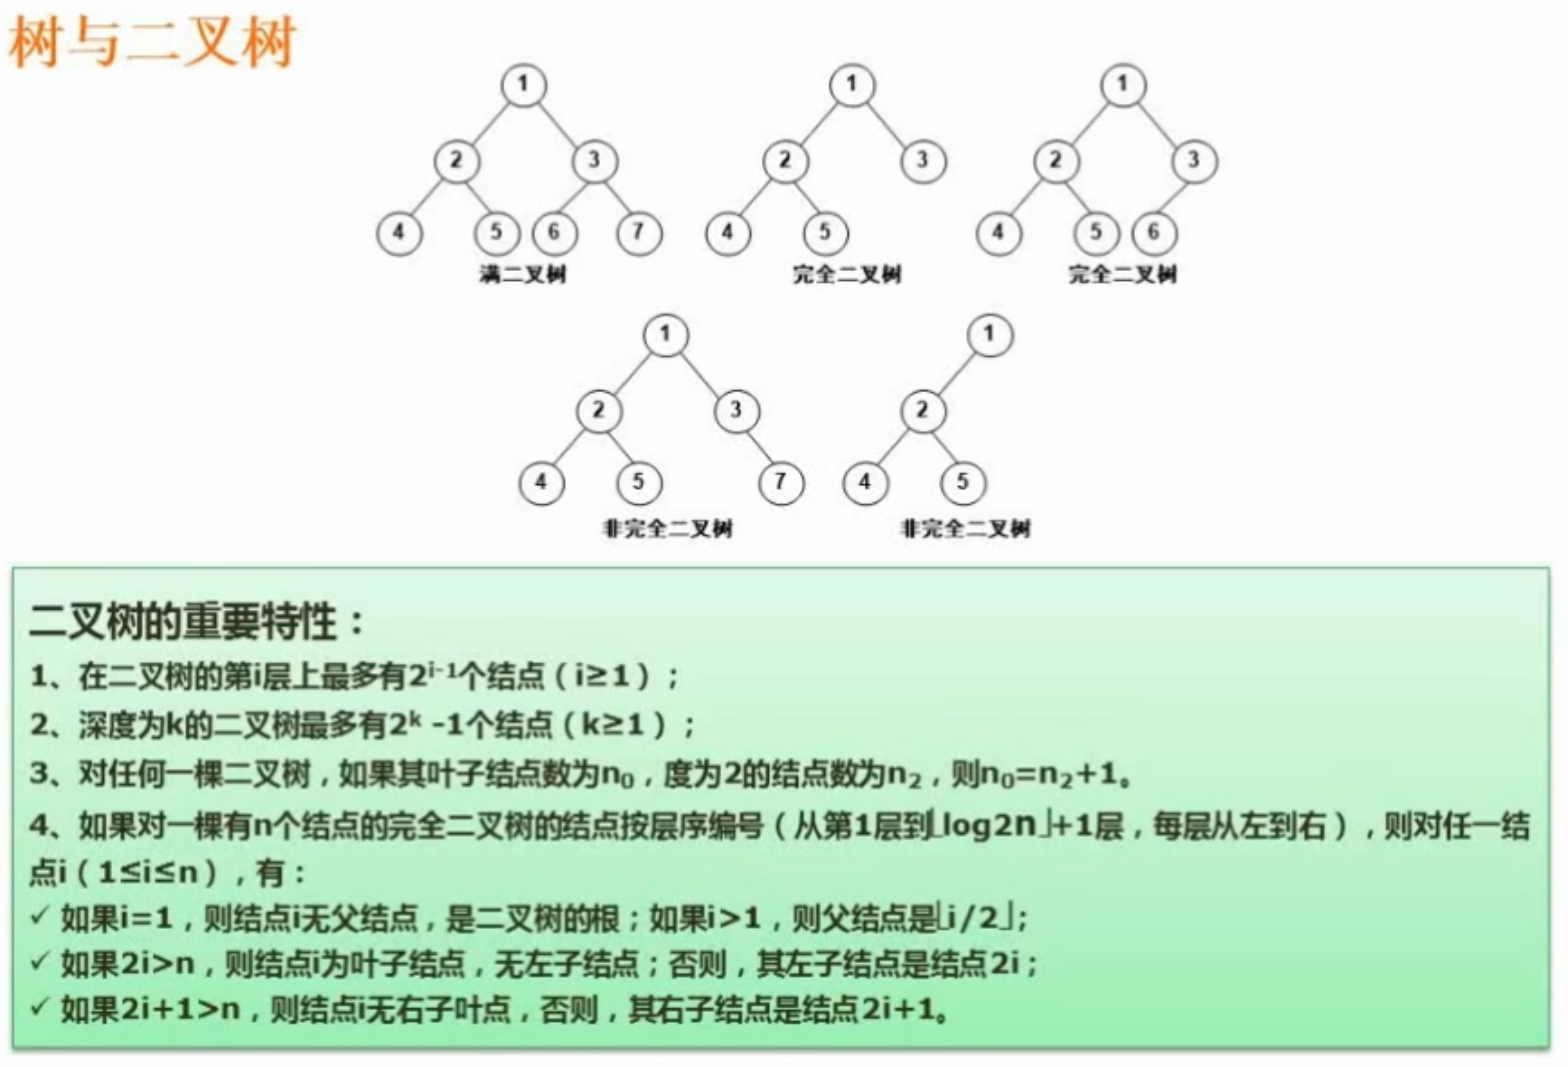 树与二叉树
1
2 3
4 5 6 7
满二叉树
1
2 3
4 5
完全二叉树
1
2 3
4 5 6
完全二叉树
1
2 3
4 5 7
非完全二叉树
1
2
4 5
非完全二叉树
二叉树的重要特性：
1、在二叉树的第i层上最多有2ⁱ⁻¹个结点（i≥1）；
2、深度为k的二叉树最多有2ᵏ -1个结点（k≥1）；
3、对任何一棵二叉树，如果其叶子结点数为n₀，度为2的结点数为n₂，则n₀=n₂+1。
4、如果对一棵有n个结点的完全二叉树的结点按层序编号（从第1层到⌊log2n⌋+1层，每层从左到右），则对任一结
点i（1≤i≤n），有：
✓ 如果i=1，则结点i无父结点，是二叉树的根；如果i>1，则父结点是⌊i/2⌋；
✓ 如果2i>n，则结点i为叶子结点，无左子结点；否则，其左子结点是结点2i；
✓ 如果2i+1>n，则结点i无右子叶点，否则，其右子结点是结点2i+1。